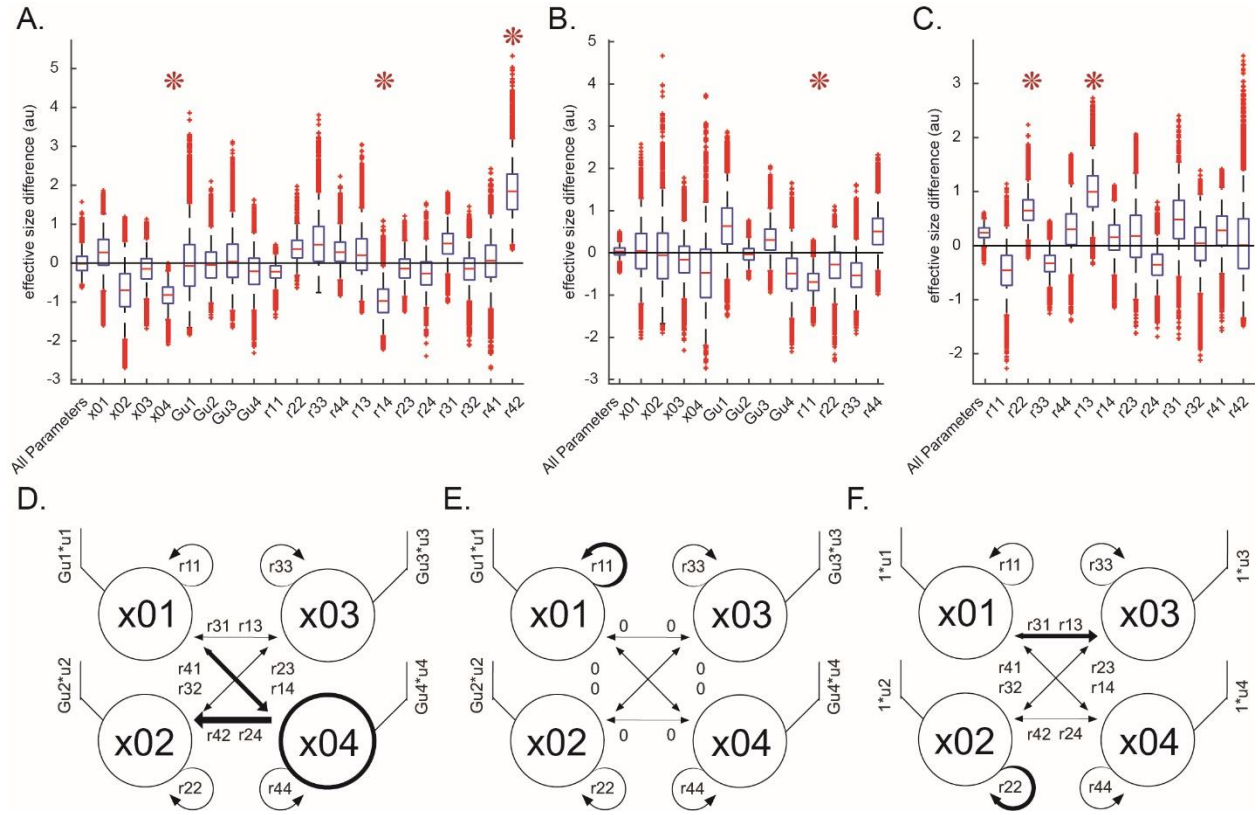 A.
B.
C.
effective size difference (au)
5
4
3
2
1
0
-1
-2
-3
All Parameters
x01
x02
x03
x04
Gu1
Gu2
Gu3
Gu4
r11
r22
r33
r44
r13
r14
r23
r24
r31
r32
r41
r42
effective size difference (au)
5
4
3
2
1
0
-1
-2
-3
All Parameters
x01
x02
x03
x04
Gu1
Gu2
Gu3
Gu4
r11
r22
r33
r44
effective size difference (au)
3
2
1
0
-1
-2
All Parameters
r11
r22
r33
r44
r13
r14
r23
r24
r31
r32
r41
r42
D.
Gu1*u1
r11
r33
Gu3*u3
x01
x03
r31 r13
r41
r32
r23
r14
Gu2*u2
Gu4*u4
x02
x04
r42 r24
r22
r44
E.
Gu1*u1
r11
r33
Gu3*u3
x01
x03
0 0
0 0
0 0
Gu2*u2
Gu4*u4
x02
x04
0 0
r22
r44
F.
1*u1
r11
r33
1*u3
x01
x03
r31 r13
r41
r32
r23
r14
1*u2
1*u4
x02
x04
r42 r24
r22
r44